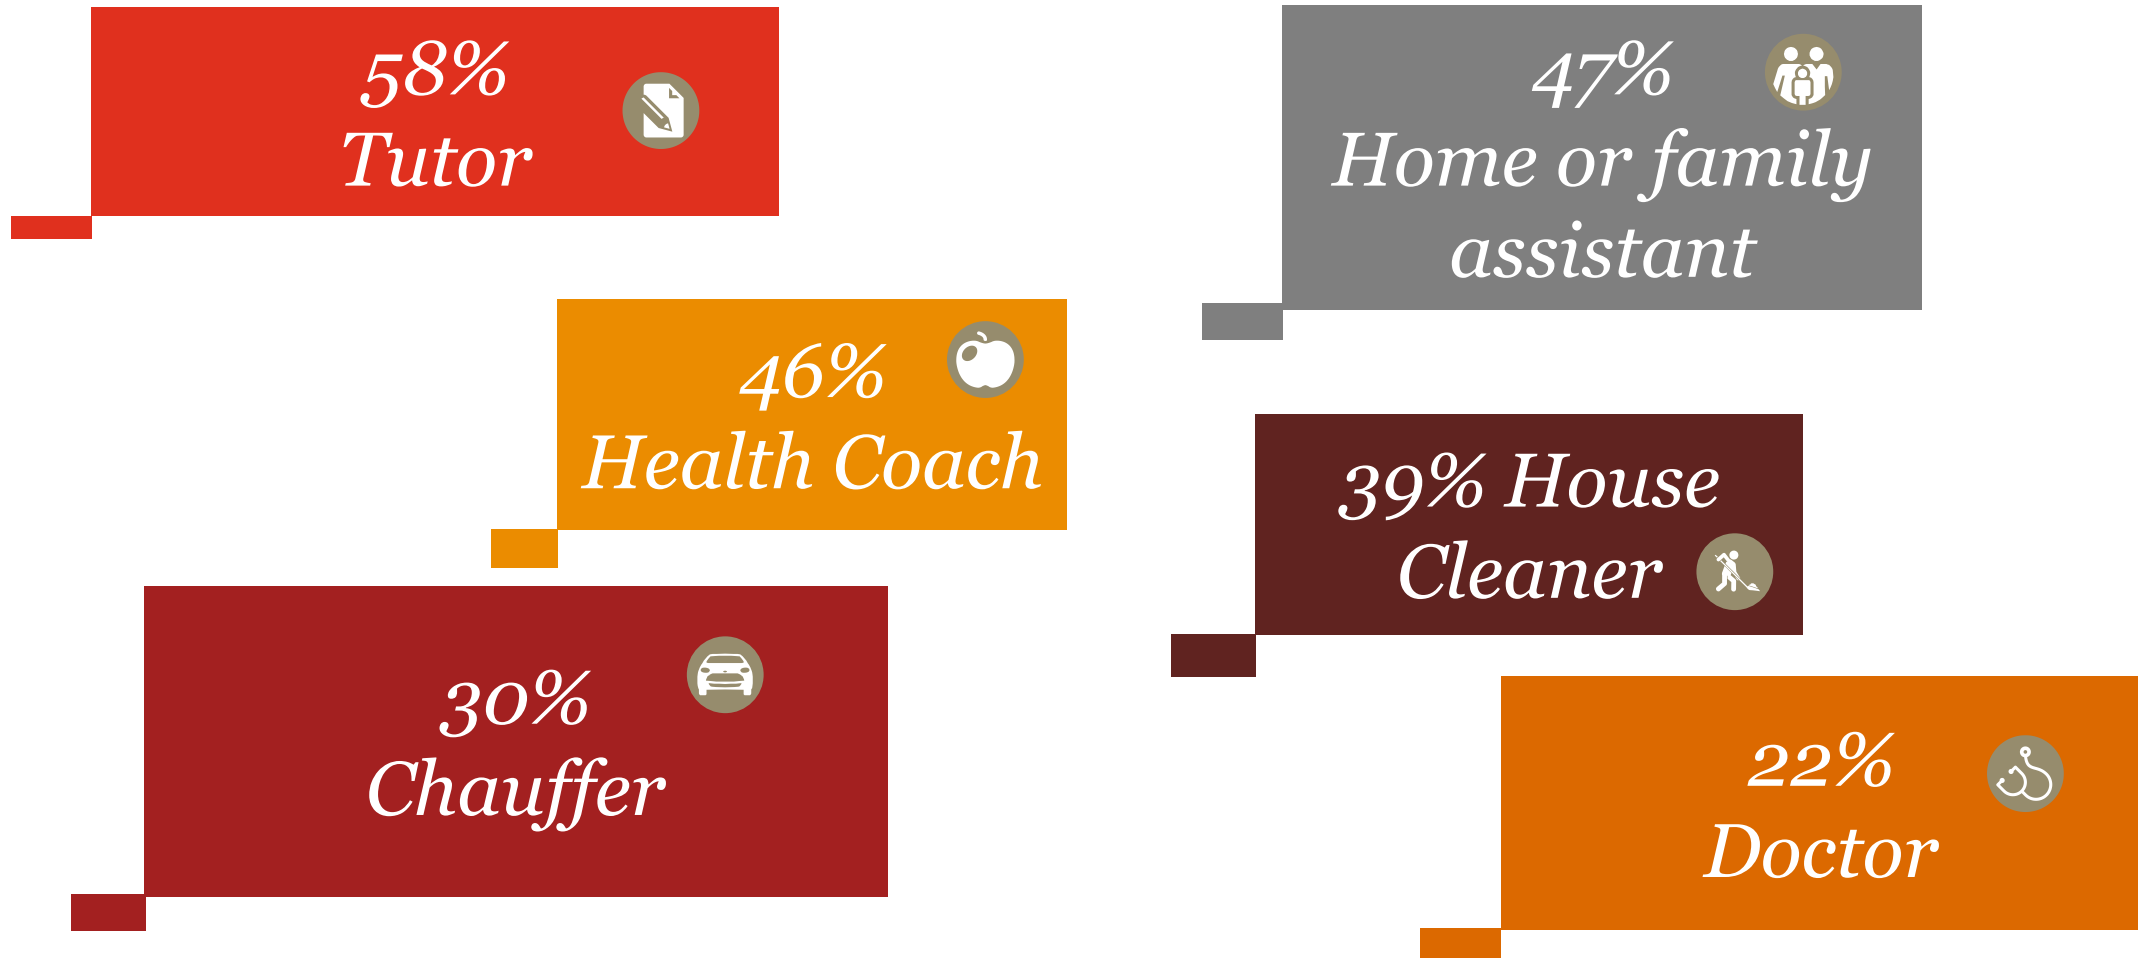 58%
Tutor
47%
Home or family
assistant
46%
Health Coach
39% House
Cleaner
30%
Chauffer
22%
Doctor